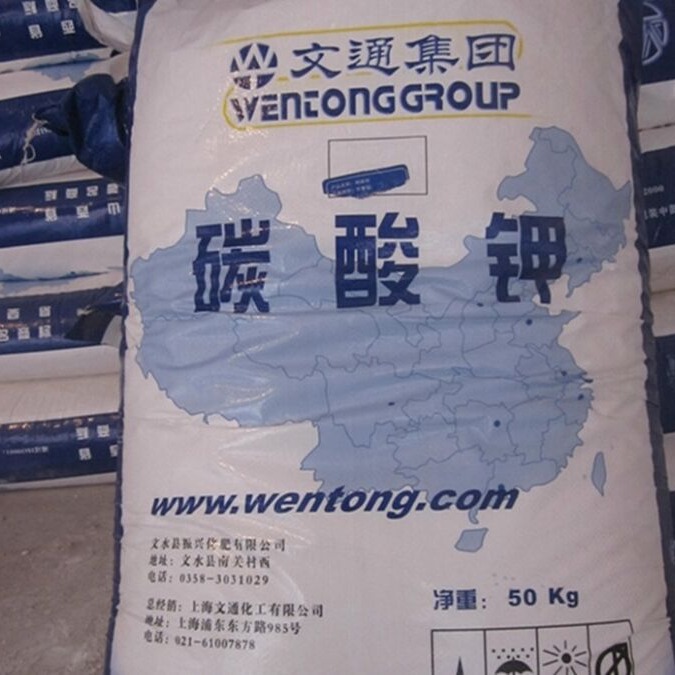 文通集团
WENTONGGROUP
碳酸钾
www.wentong.com
文水县振兴化肥有限公司
地址：文水县南关村西
电话：0358-3031029
总经销：上海文通化工有限公司
地址：上海浦东东方路985号
电话：021-61007878
净重：50 Kg
2000